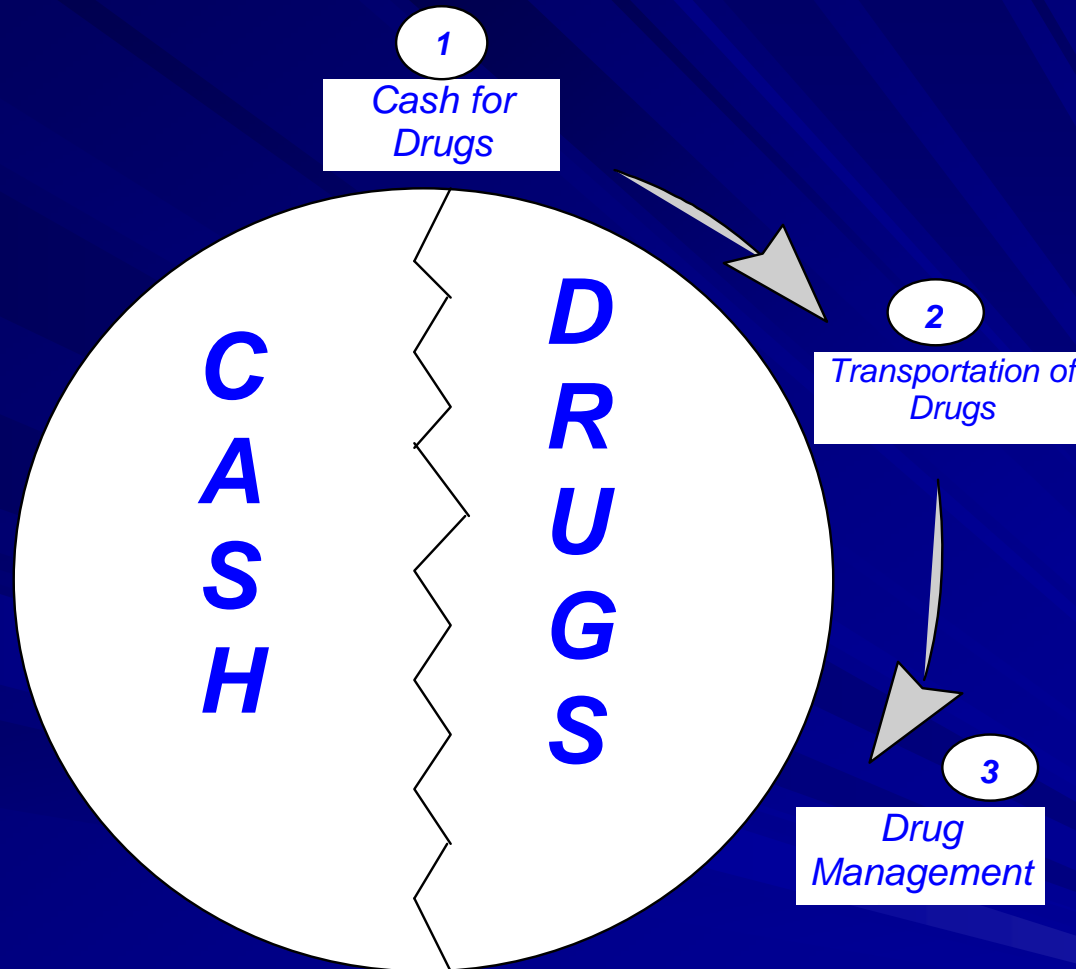 1
Cash for
Drugs
2
Transportation of
Drugs
3
Drug
Management
C
A
S
H
D
R
U
G
S